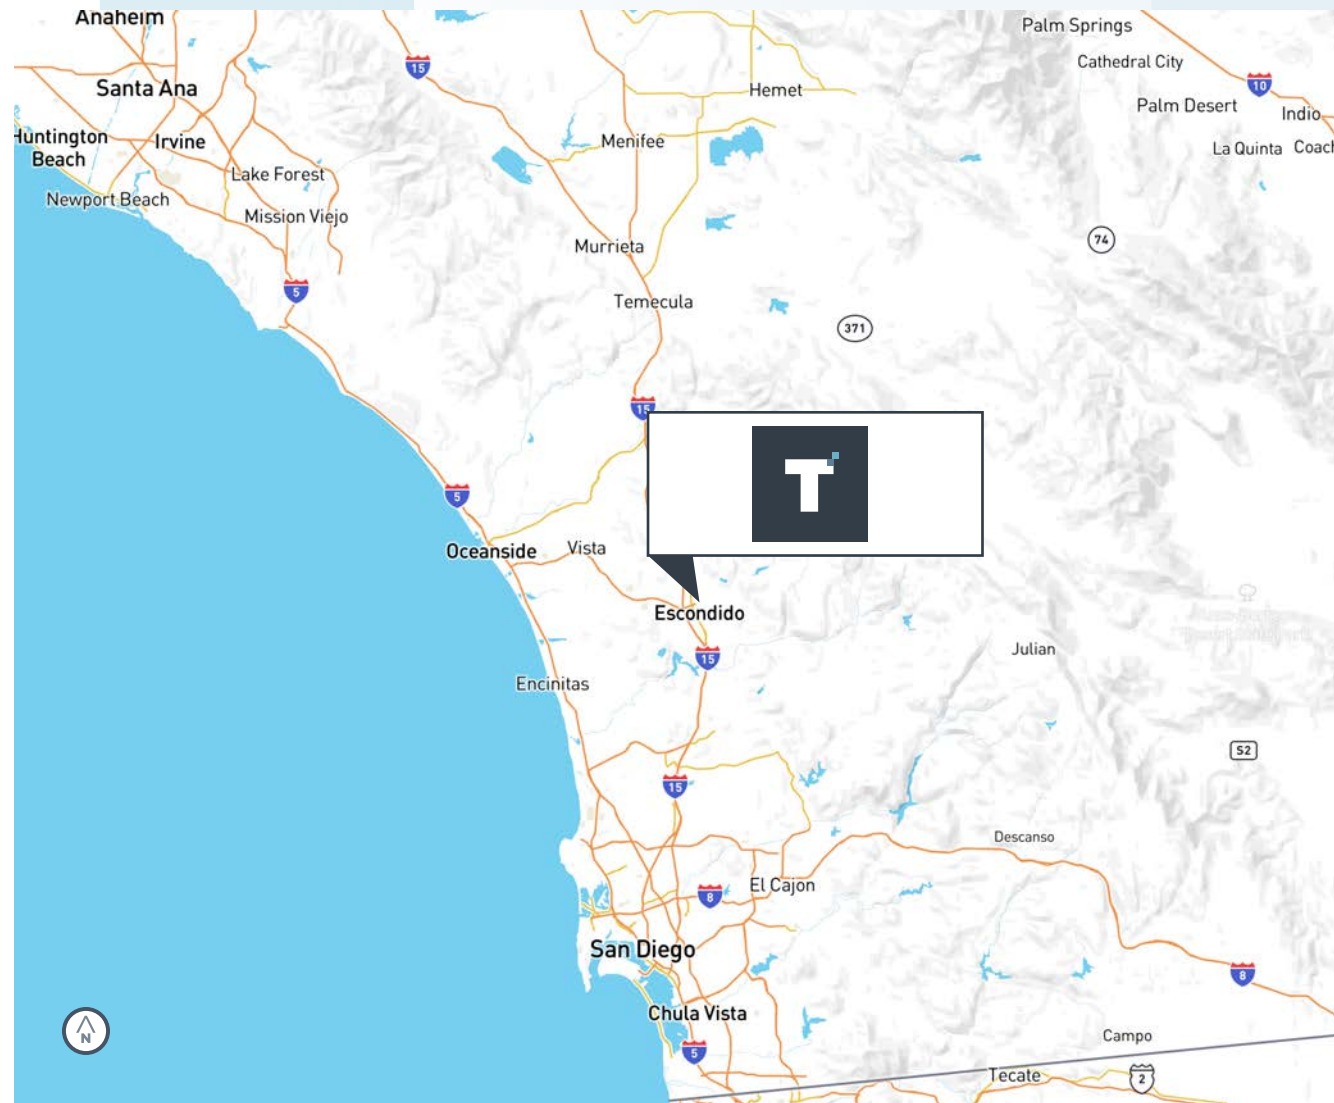 Anaheim
Palm Springs
Cathedral City
15
10
Santa Ana
Hemet
Palm Desert
Indio
Huntington
Beach
Irvine
Menifee
La Quinta
Coach
Lake Forest
Newport Beach
Mission Viejo
Murrieta
74
5
Temecula
371
15
T
5
Oceanside
Vista
Escondido
15
Julian
Encinitas
S2
15
Descanso
El Cajon
8
San Diego
8
Chula Vista
N
5
Campo
Tecate
2